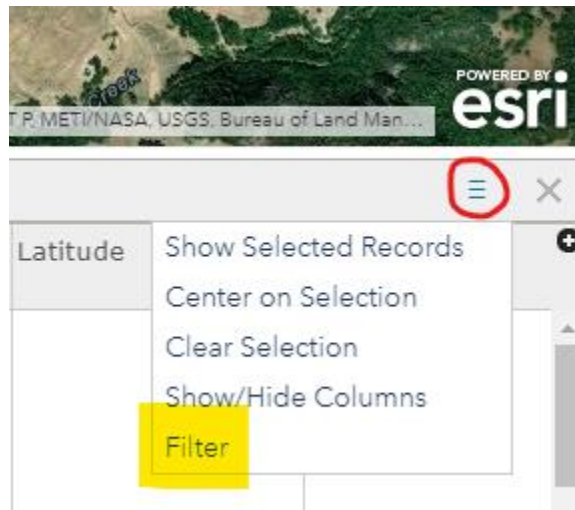 Creek
POWERED BY
esri
T P, METI/NASA, USGS, Bureau of Land Man...
Latitude
Show Selected Records
Center on Selection
Clear Selection
Show/Hide Columns
Filter